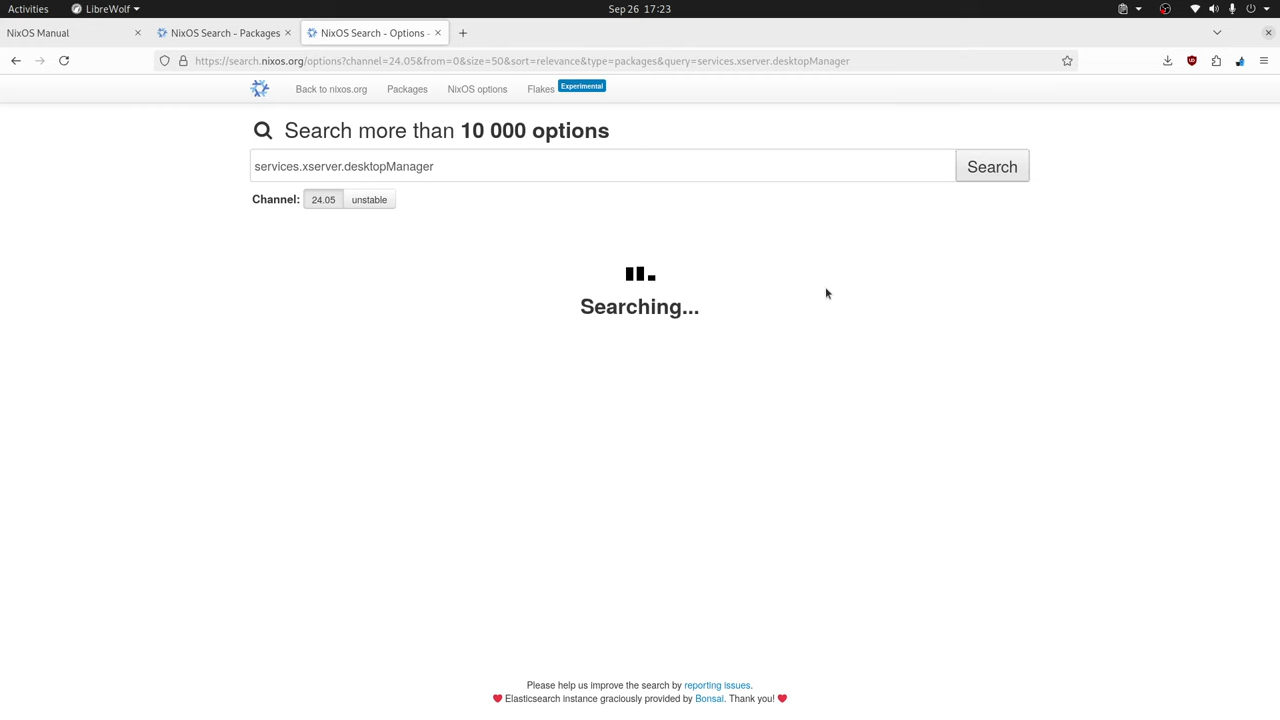 Activities LibreWolf Sep 26 17:23
NixOS Manual NixOS Search - Packages NixOS Search - Options -
https://search.nixos.org/options?channel=24.05&from=0&size=50&sort=relevance&type=packages&query=services.xserver.desktopManager
Back to nixos.org Packages NixOS options Flakes Experimental
Search more than 10 000 options
services.xserver.desktopManager Search
Channel: 24.05 unstable
Searching...
Please help us improve the search by reporting issues.
❤️ Elasticsearch instance graciously provided by Bonsai. Thank you! ❤️